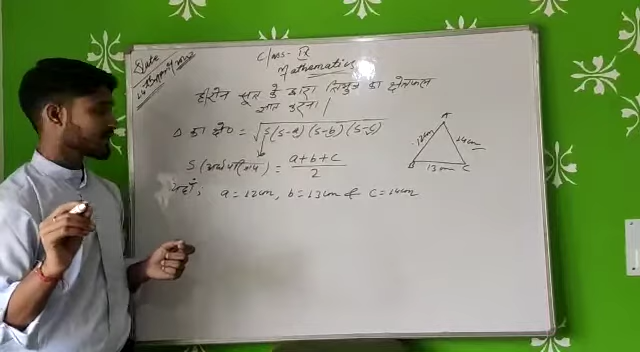 Date
Class - IX
Mathematics
हीरोन सूत्र के द्वारा त्रिभुज का क्षेत्रफल
ज्ञात करना।
Δ का क्षे० = √s(s-a)(s-b)(s-c)
S (अर्धपरिमाप) = a+b+c / 2
जहाँ, a = 12cm, b = 13cm & c = 14cm
A
12cm 14cm
B 13cm C